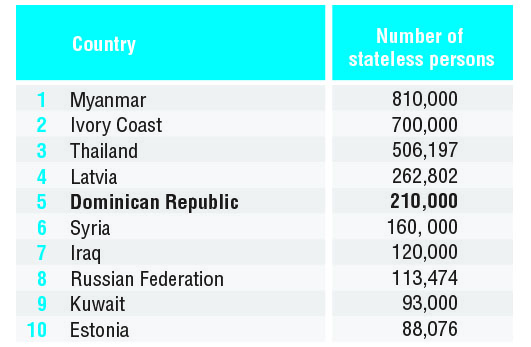 Country Number of
stateless persons
1 Myanmar 810,000
2 Ivory Coast 700,000
3 Thailand 506,197
4 Latvia 262,802
5 Dominican Republic 210,000
6 Syria 160, 000
7 Iraq 120,000
8 Russian Federation 113,474
9 Kuwait 93,000
10 Estonia 88,076